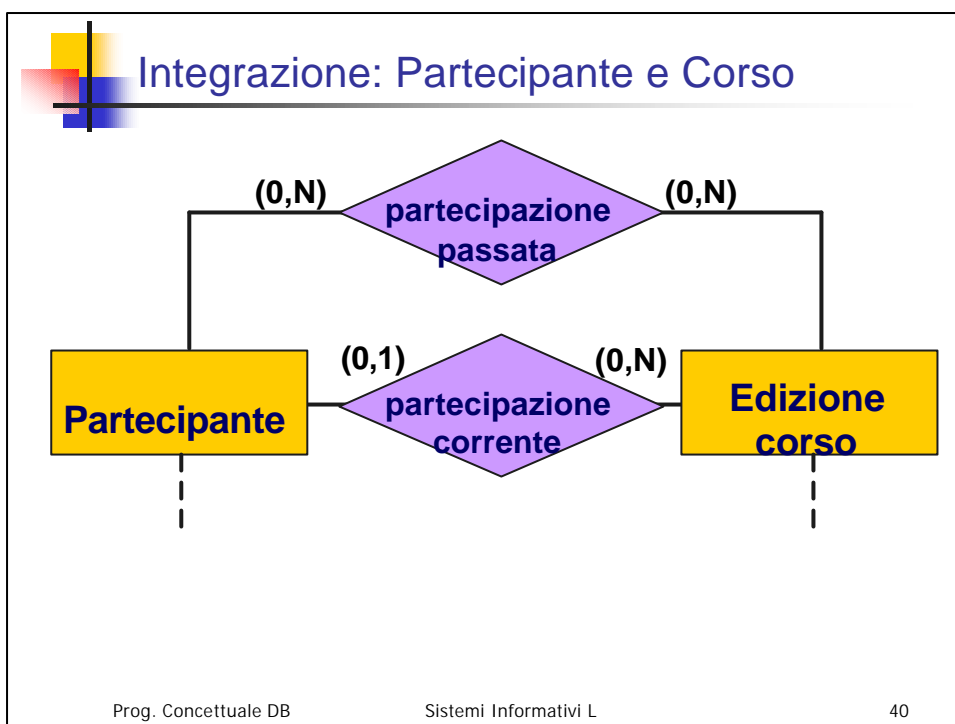 Integrazione: Partecipante e Corso
(0,N)
(0,N)
partecipazione
passata
(0,1)
(0,N)
Partecipante
partecipazione
corrente
Edizione
corso
Prog. Concettuale DB
Sistemi Informativi L
40